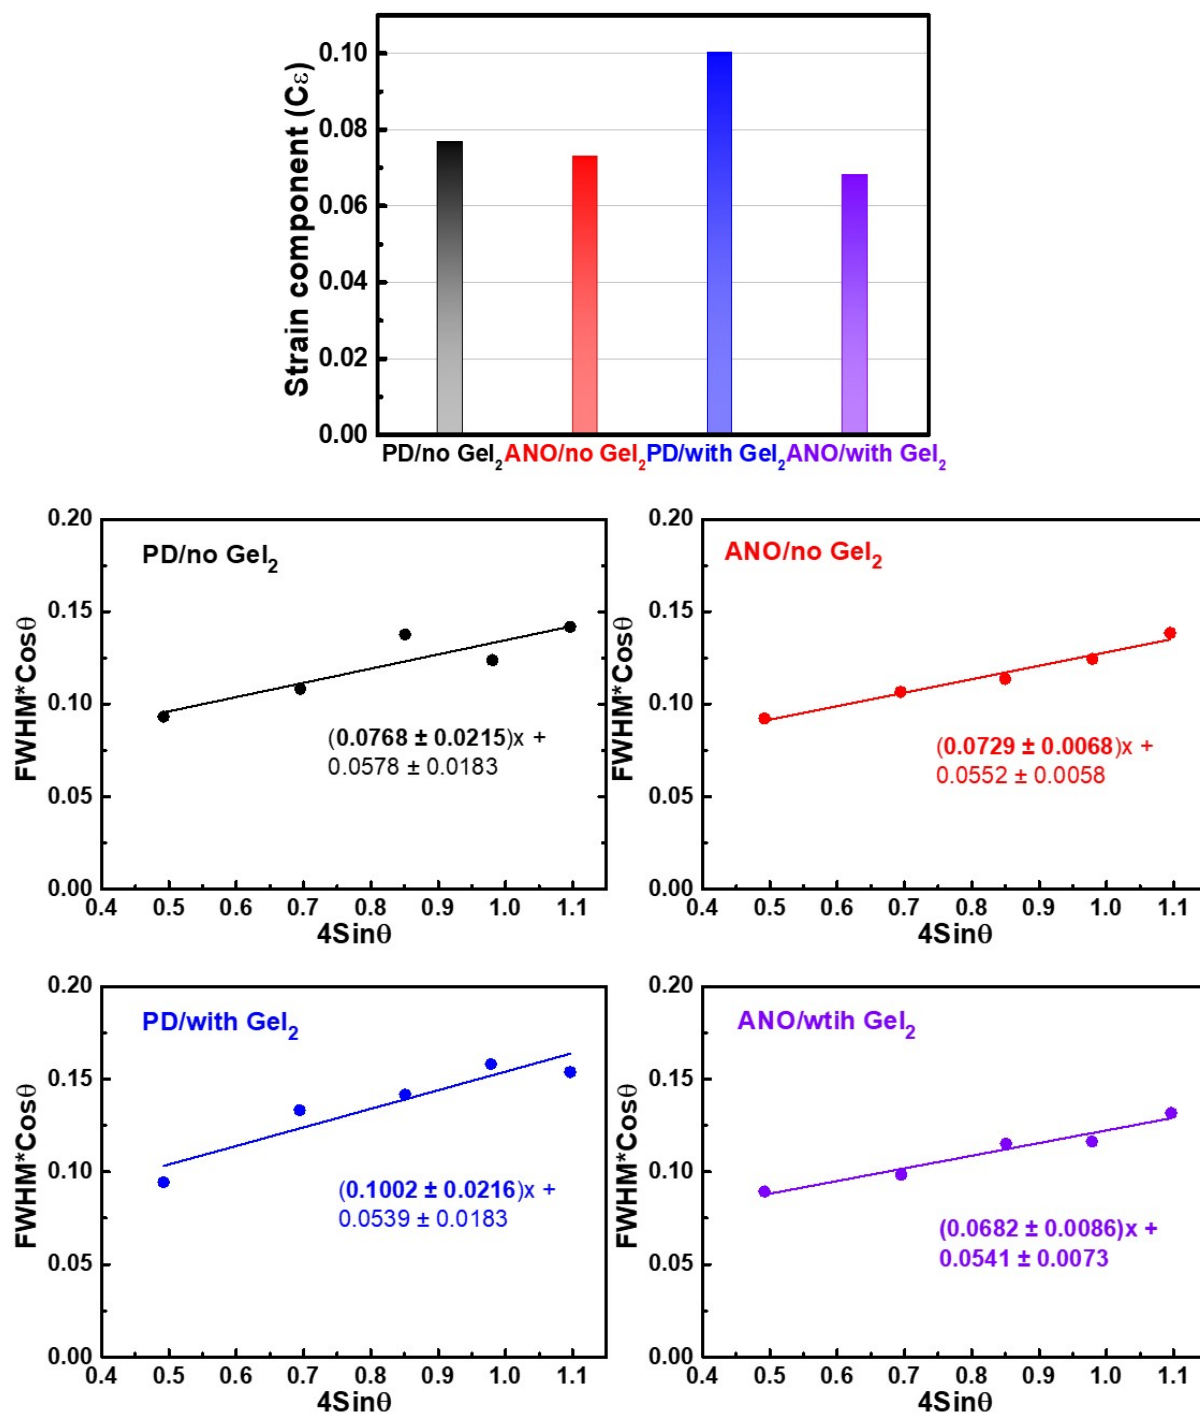 Strain component (Cε)
0.10
0.08
0.06
0.04
0.02
0.00
PD/no GeI₂ ANO/no GeI₂ PD/with GeI₂ ANO/with GeI₂
FWHM*Cosθ
0.20
0.15
0.10
0.05
0.00
PD/no GeI₂
(0.0768 ± 0.0215)x +
0.0578 ± 0.0183
0.4 0.5 0.6 0.7 0.8 0.9 1.0 1.1
4Sinθ
FWHM*Cosθ
0.20
0.15
0.10
0.05
0.00
ANO/no GeI₂
(0.0729 ± 0.0068)x +
0.0552 ± 0.0058
0.4 0.5 0.6 0.7 0.8 0.9 1.0 1.1
4Sinθ
FWHM*Cosθ
0.20
0.15
0.10
0.05
0.00
PD/with GeI₂
(0.1002 ± 0.0216)x +
0.0539 ± 0.0183
0.4 0.5 0.6 0.7 0.8 0.9 1.0 1.1
4Sinθ
FWHM*Cosθ
0.20
0.15
0.10
0.05
0.00
ANO/wtih GeI₂
(0.0682 ± 0.0086)x +
0.0541 ± 0.0073
0.4 0.5 0.6 0.7 0.8 0.9 1.0 1.1
4Sinθ